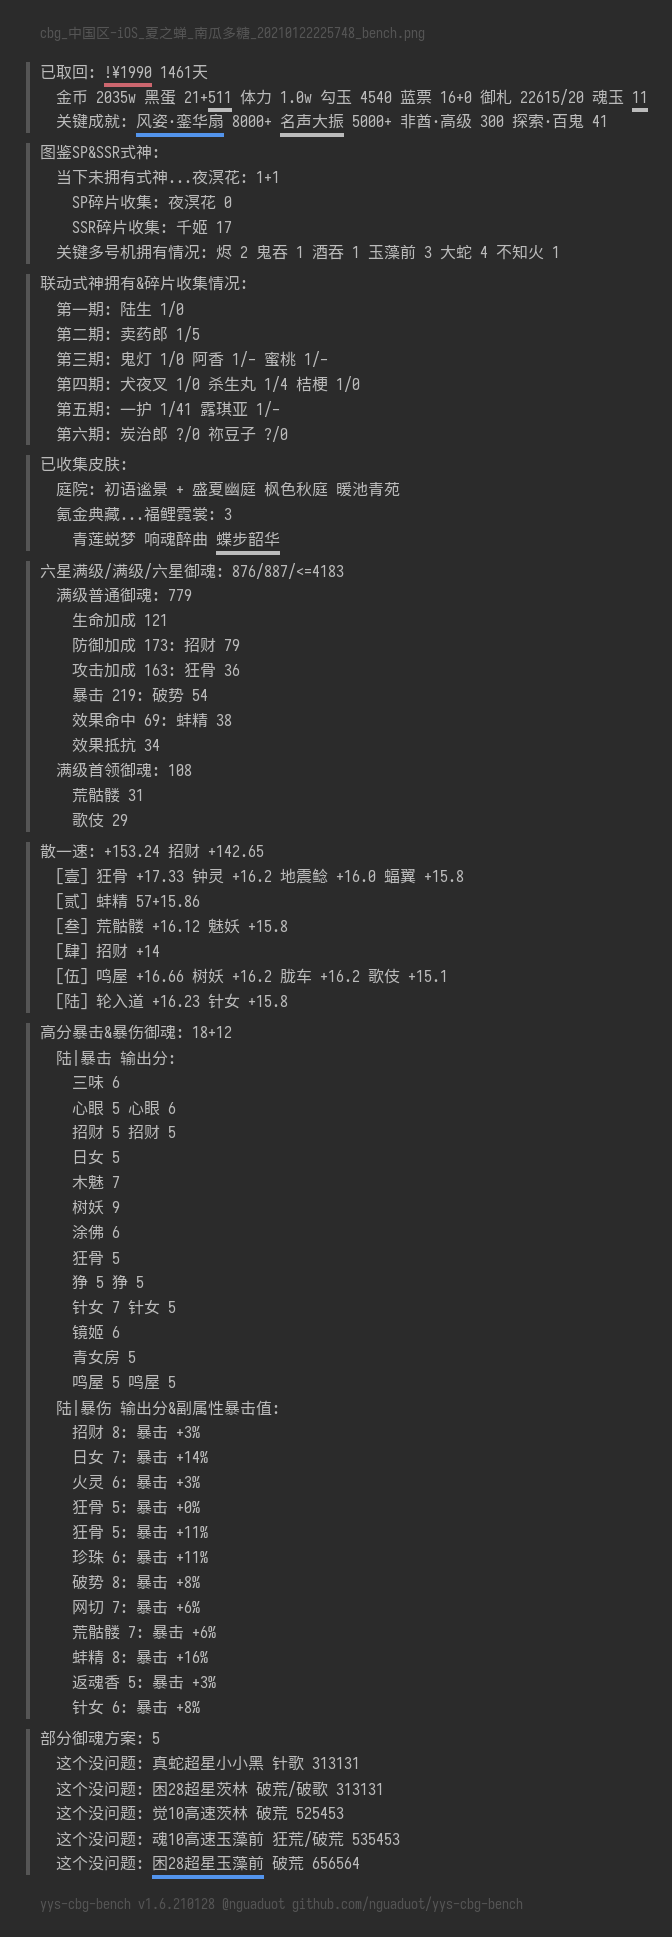 cbg_中国区-iOS_夏之蝉_南瓜多糖_20210122225748_bench.png
已取回: !¥1990 1461天
金币 2035w 黑蛋 21+511 体力 1.0w 勾玉 4540 蓝票 16+0 御札 22615/20 魂玉 11
关键成就: 风姿·銮华扇 8000+ 名声大振 5000+ 非酋·高级 300 探索·百鬼 41
图鉴SP&SSR式神:
当下未拥有式神...夜溟花: 1+1
SP碎片收集: 夜溟花 0
SSR碎片收集: 千姬 17
关键多号机拥有情况: 烬 2 鬼吞 1 酒吞 1 玉藻前 3 大蛇 4 不知火 1
联动式神拥有&碎片收集情况:
第一期: 陆生 1/0
第二期: 卖药郎 1/5
第三期: 鬼灯 1/0 阿香 1/- 蜜桃 1/-
第四期: 犬夜叉 1/0 杀生丸 1/4 桔梗 1/0
第五期: 一护 1/41 露琪亚 1/-
第六期: 炭治郎 ?/0 祢豆子 ?/0
已收集皮肤:
庭院: 初语谧景 + 盛夏幽庭 枫色秋庭 暖池青苑
氪金典藏...福鲤霓裳: 3
青莲蜕梦 响魂醉曲 蝶步韶华
六星满级/满级/六星御魂: 876/887/<=4183
满级普通御魂: 779
生命加成 121
防御加成 173: 招财 79
攻击加成 163: 狂骨 36
暴击 219: 破势 54
效果命中 69: 蚌精 38
效果抵抗 34
满级首领御魂: 108
荒骷髅 31
歌伎 29
散一速: +153.24 招财 +142.65
[壹] 狂骨 +17.33 钟灵 +16.2 地震鲶 +16.0 蝠翼 +15.8
[贰] 蚌精 57+15.86
[叁] 荒骷髅 +16.12 魅妖 +15.8
[肆] 招财 +14
[伍] 鸣屋 +16.66 树妖 +16.2 胧车 +16.2 歌伎 +15.1
[陆] 轮入道 +16.23 针女 +15.8
高分暴击&暴伤御魂: 18+12
陆|暴击 输出分:
三味 6
心眼 5 心眼 6
招财 5 招财 5
日女 5
木魅 7
树妖 9
涂佛 6
狂骨 5
狰 5 狰 5
针女 7 针女 5
镜姬 6
青女房 5
鸣屋 5 鸣屋 5
陆|暴伤 输出分&副属性暴击值:
招财 8: 暴击 +3%
日女 7: 暴击 +14%
火灵 6: 暴击 +3%
狂骨 5: 暴击 +0%
狂骨 5: 暴击 +11%
珍珠 6: 暴击 +11%
破势 8: 暴击 +8%
网切 7: 暴击 +6%
荒骷髅 7: 暴击 +6%
蚌精 8: 暴击 +16%
返魂香 5: 暴击 +3%
针女 6: 暴击 +8%
部分御魂方案: 5
这个没问题: 真蛇超星小小黑 针歌 313131
这个没问题: 困28超星茨林 破荒/破歌 313131
这个没问题: 觉10高速茨林 破荒 525453
这个没问题: 魂10高速玉藻前 狂荒/破荒 535453
这个没问题: 困28超星玉藻前 破荒 656564
yys-cbg-bench v1.6.210128 @nguaduot github.com/nguaduot/yys-cbg-bench